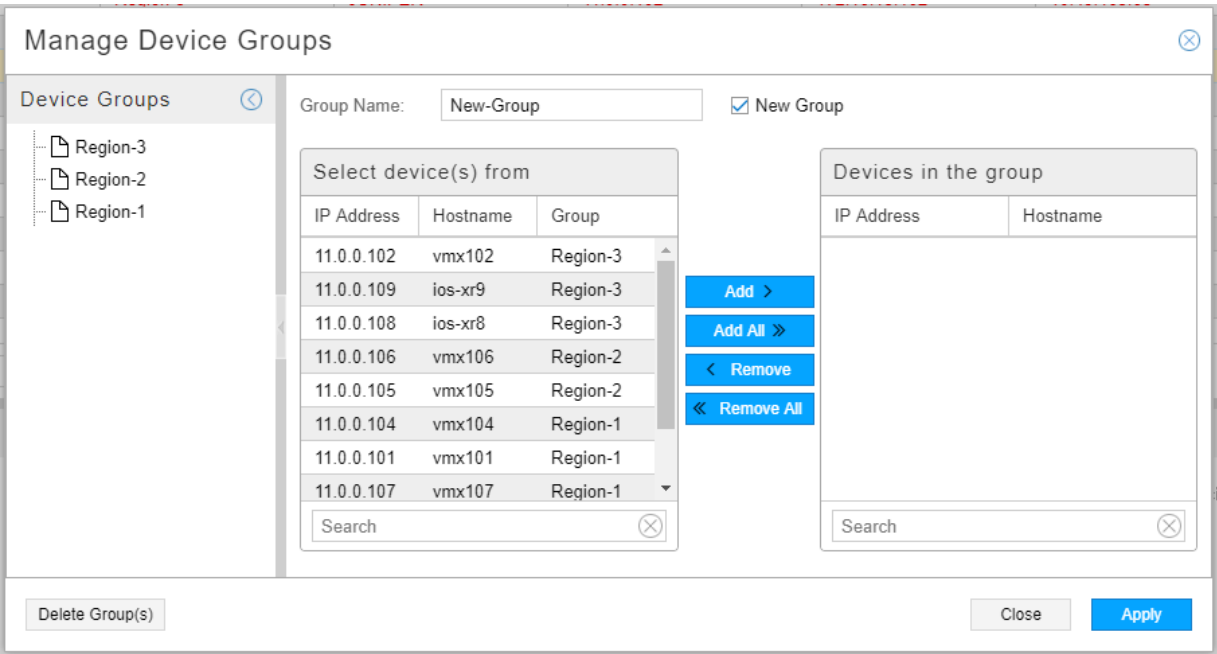 Manage Device Groups
Device Groups
Region-3
Region-2
Region-1
Group Name: New-Group New Group
Select device(s) from
IP Address Hostname Group
11.0.0.102 vmx102 Region-3
11.0.0.109 ios-xr9 Region-3
11.0.0.108 ios-xr8 Region-3
11.0.0.106 vmx106 Region-2
11.0.0.105 vmx105 Region-2
11.0.0.104 vmx104 Region-1
11.0.0.101 vmx101 Region-1
11.0.0.107 vmx107 Region-1
Search
Add
Add All
Remove
Remove All
Devices in the group
IP Address Hostname
Search
Delete Group(s) Close Apply